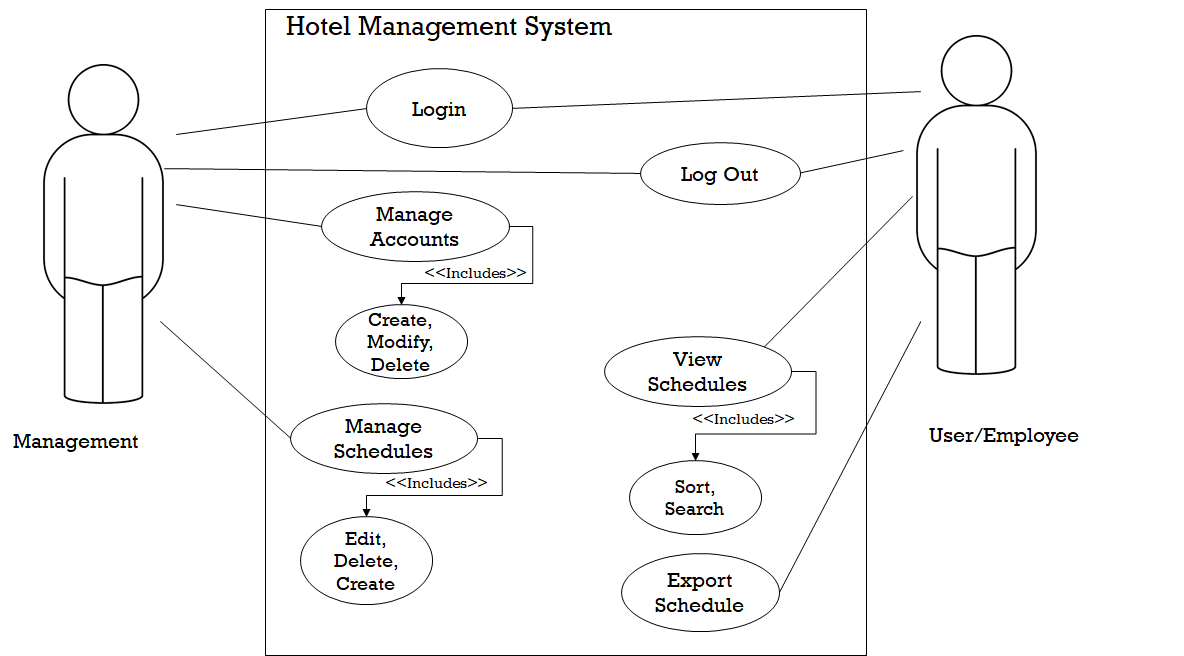 Hotel Management System
Login
Log Out
Manage
Accounts
<<Includes>>
Create,
Modify,
Delete
View
Schedules
<<Includes>>
Manage
Schedules
<<Includes>>
Sort,
Search
Edit,
Delete,
Create
Export
Schedule
Management
User/Employee